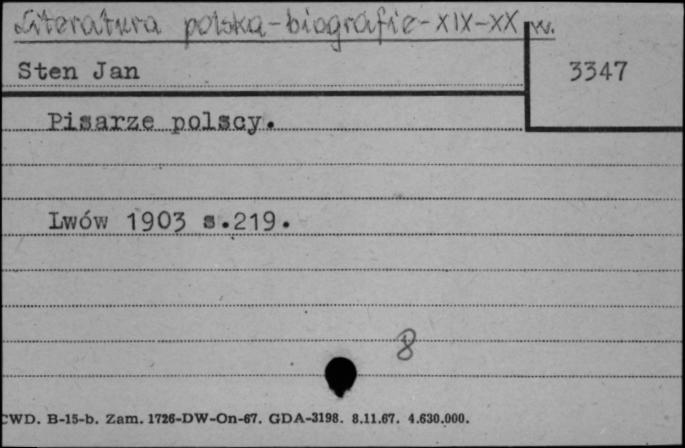 Literatura polska-biografie-XIX-XX w.
Sten Jan
3347
Pisarze polscy.
Lwów 1903 s.219.
8
CWD. B-15-b. Zam. 1726-DW-On-67. GDA-3198. 8.11.67. 4.630.000.